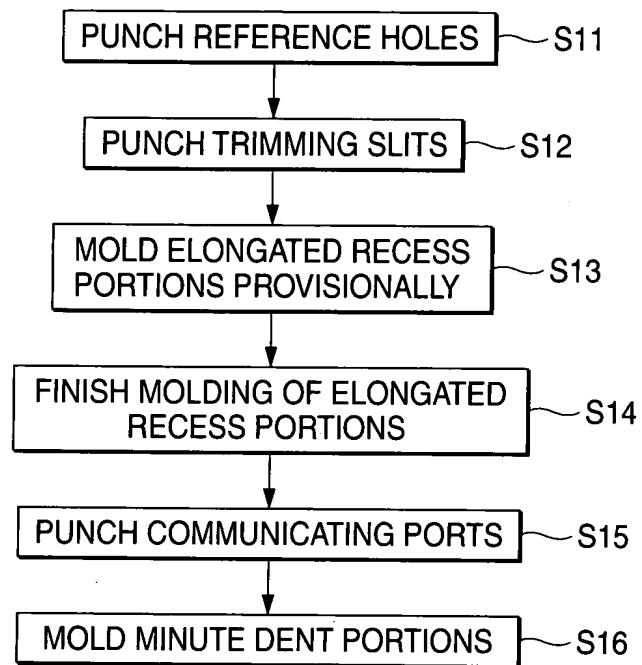 PUNCH REFERENCE HOLES
S11
PUNCH TRIMMING SLITS
S12
MOLD ELONGATED RECESS
PORTIONS PROVISIONALLY
S13
FINISH MOLDING OF ELONGATED
RECESS PORTIONS
S14
PUNCH COMMUNICATING PORTS
S15
MOLD MINUTE DENT PORTIONS
S16